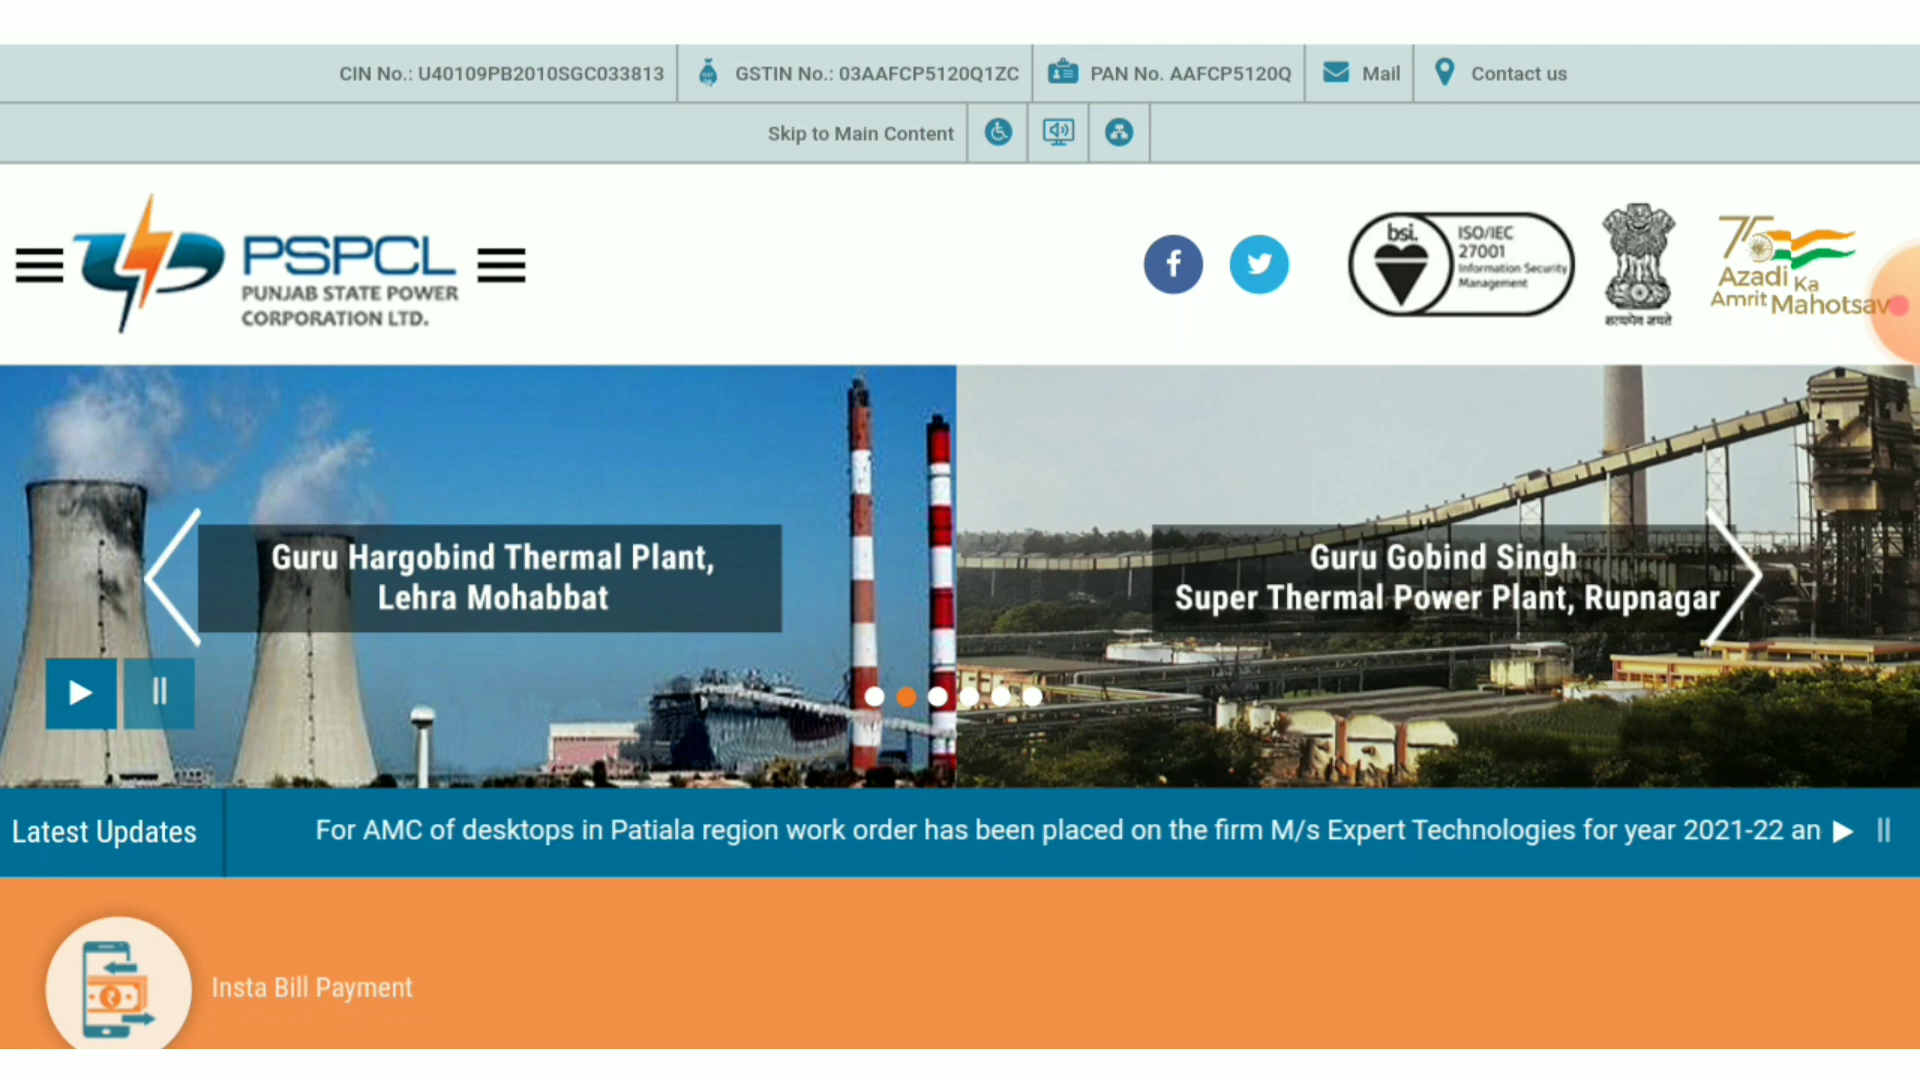 CIN No.: U40109PB2010SGC033813
GSTIN No.: 03AAFCP5120Q1ZC
PAN No. AAFCP5120Q
Mail
Contact us
Skip to Main Content
PSPCL
PUNJAB STATE POWER
CORPORATION LTD.
f
bsi.
ISO/IEC
27001
Information Security
Management
सत्यमेव जयते
75
Azadi Ka
Amrit Mahotsav
Guru Hargobind Thermal Plant,
Lehra Mohabbat
Guru Gobind Singh
Super Thermal Power Plant, Rupnagar
Latest Updates
For AMC of desktops in Patiala region work order has been placed on the firm M/s Expert Technologies for year 2021-22 an
Insta Bill Payment